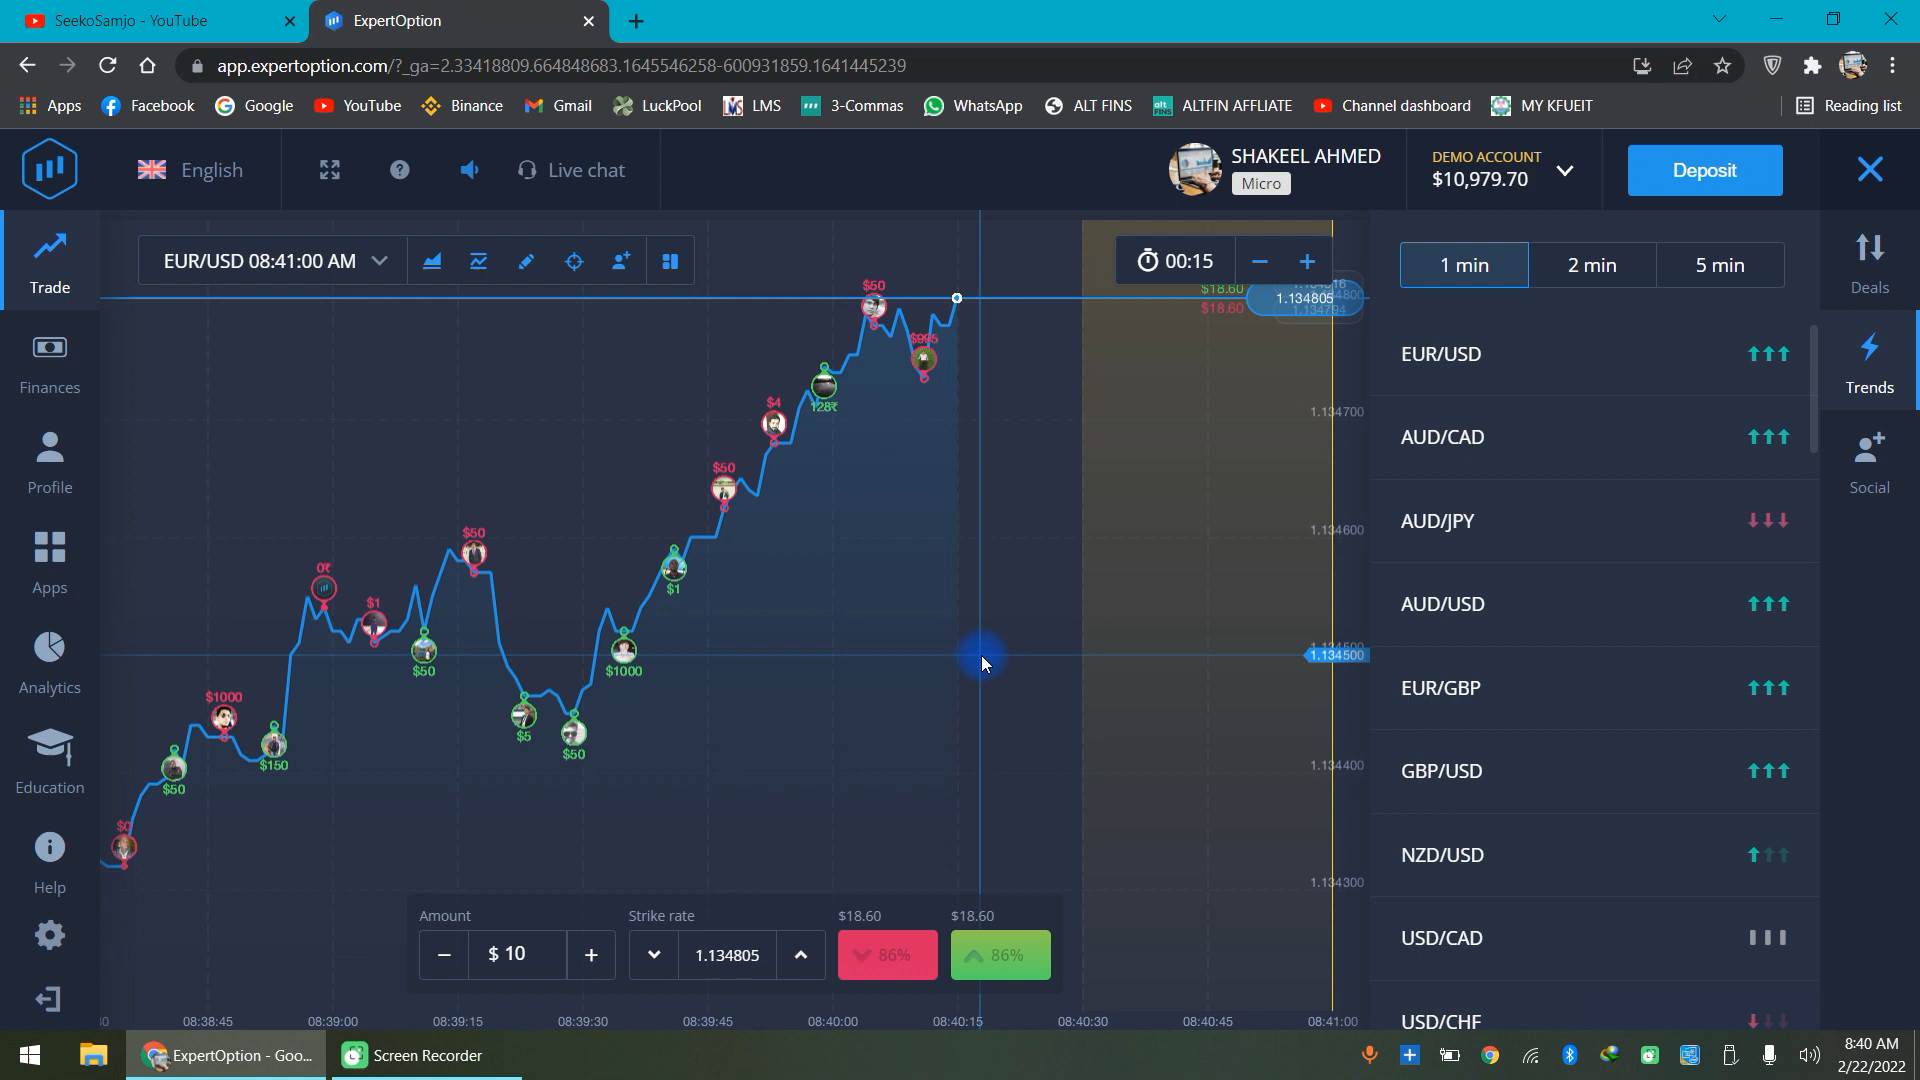 SeekoSamjo - YouTube
ExpertOption
app.expertoption.com/?_ga=2.33418809.664848683.1645546258-600931859.1641445239
Apps Facebook Google YouTube Binance Gmail LuckPool LMS 3-Commas WhatsApp ALT FINS ALTFIN AFFLIATE Channel dashboard MY KFUEIT Reading list
English
Live chat
SHAKEEL AHMED
Micro
DEMO ACCOUNT
$10,979.70
Deposit
Trade
Finances
Profile
Apps
Analytics
Education
Help
EUR/USD 08:41:00 AM
00:15
$18.60
$18.60
1.134805
1.134700
1.134600
1.134500
1.134400
1.134300
$50
$995
128₹
$4
$50
$1
$50
0₹
$1
$50
$1000
$1000
$5
$50
$150
$50
$0
Amount
$ 10
Strike rate
1.134805
$18.60
86%
$18.60
86%
08:38:45 08:39:00 08:39:15 08:39:30 08:39:45 08:40:00 08:40:15 08:40:30 08:40:45 08:41:00
1 min 2 min 5 min
EUR/USD
AUD/CAD
AUD/JPY
AUD/USD
EUR/GBP
GBP/USD
NZD/USD
USD/CAD
USD/CHF
Deals
Trends
Social
ExpertOption - Goo...
Screen Recorder
8:40 AM
2/22/2022